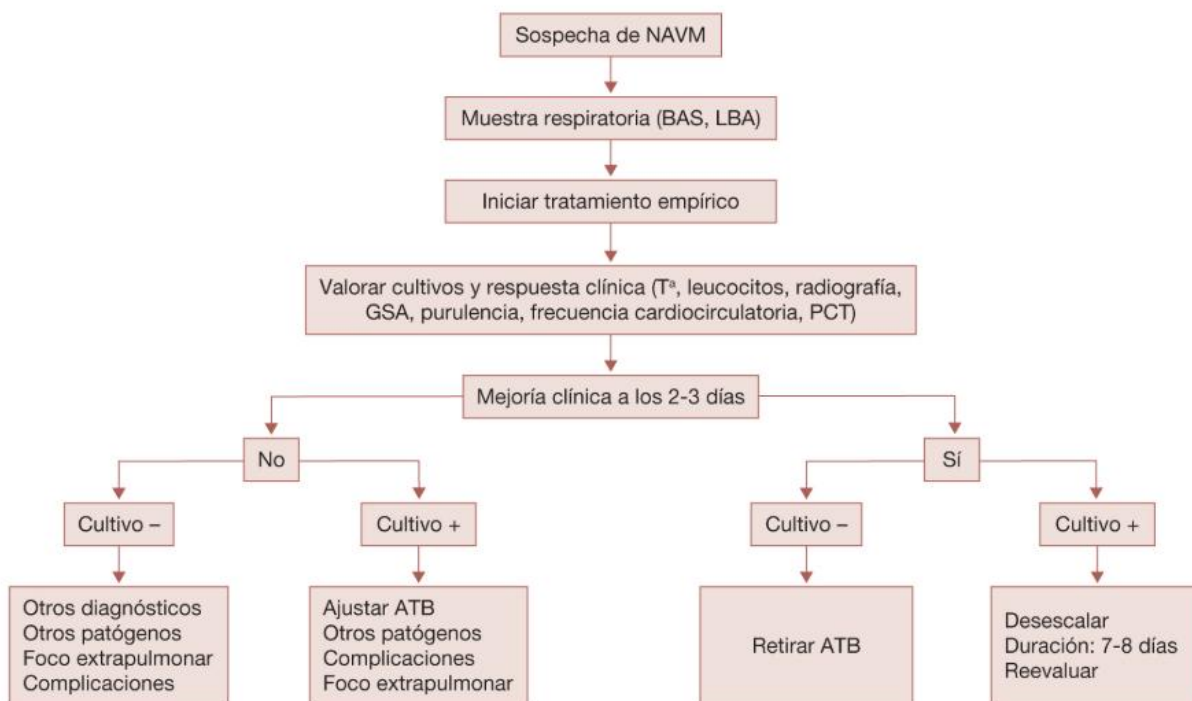 Sospecha de NAVM
Muestra respiratoria (BAS, LBA)
Iniciar tratamiento empírico
Valorar cultivos y respuesta clínica (Tª, leucocitos, radiografía,
GSA, purulencia, frecuencia cardiocirculatoria, PCT)
Mejoría clínica a los 2-3 días
No
Sí
Cultivo –
Cultivo +
Cultivo –
Cultivo +
Otros diagnósticos
Otros patógenos
Foco extrapulmonar
Complicaciones
Ajustar ATB
Otros patógenos
Complicaciones
Foco extrapulmonar
Retirar ATB
Desescalar
Duración: 7-8 días
Reevaluar